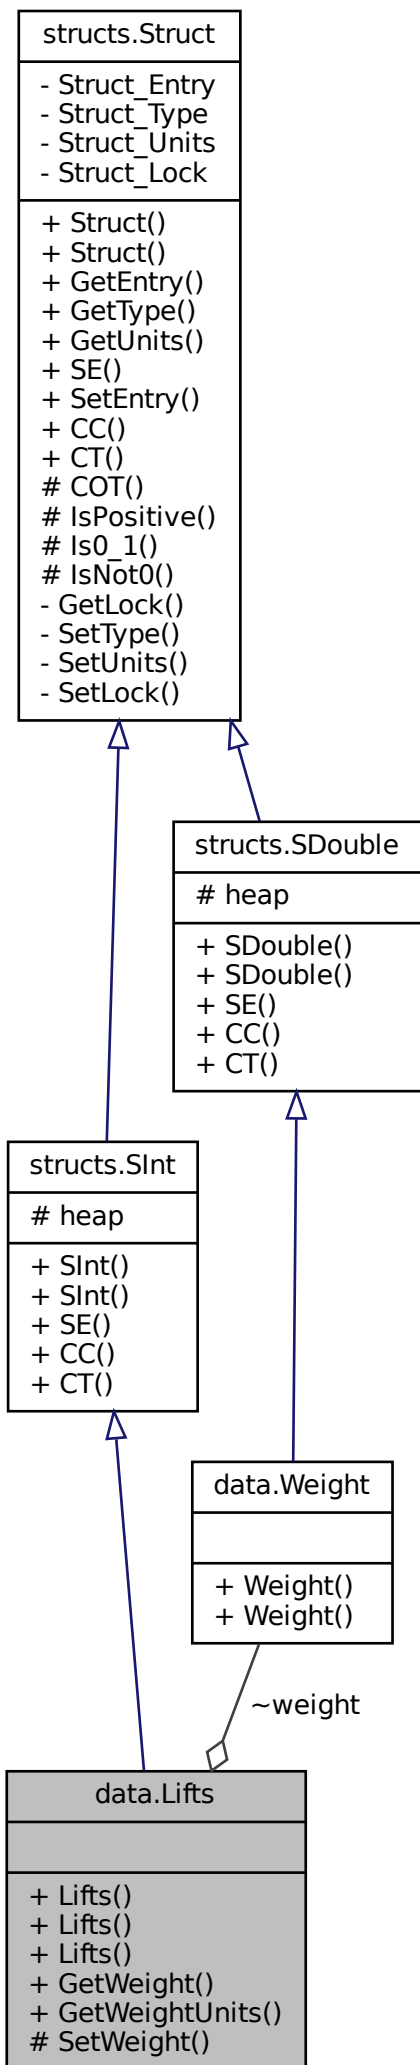 structs.Struct
- Struct_Entry
- Struct_Type
- Struct_Units
- Struct_Lock
+ Struct()
+ Struct()
+ GetEntry()
+ GetType()
+ GetUnits()
+ SE()
+ SetEntry()
+ CC()
+ CT()
# COT()
# IsPositive()
# Is0_1()
# IsNot0()
- GetLock()
- SetType()
- SetUnits()
- SetLock()
structs.SDouble
# heap
+ SDouble()
+ SDouble()
+ SE()
+ CC()
+ CT()
structs.SInt
# heap
+ SInt()
+ SInt()
+ SE()
+ CC()
+ CT()
data.Weight
+ Weight()
+ Weight()
~weight
data.Lifts
+ Lifts()
+ Lifts()
+ Lifts()
+ GetWeight()
+ GetWeightUnits()
# SetWeight()